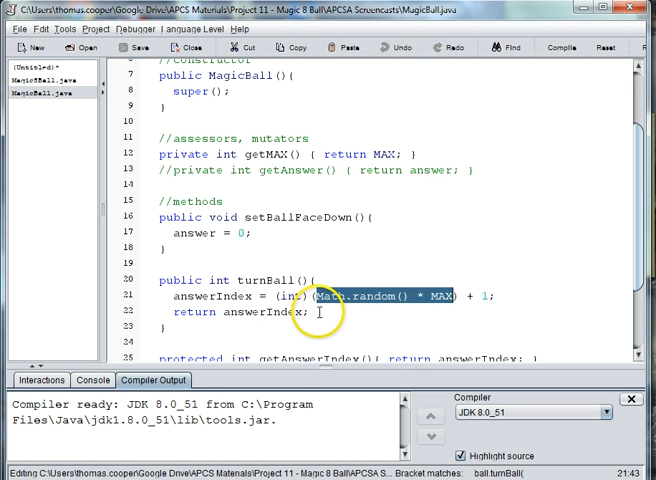 C:\Users\thomas.cooper\Google Drive\APCS Materials\Project 11 - Magic 8 Ball\APCSA Screencasts\MagicBall.java
File Edit Tools Project Debugger Language Level Help
New Open Save Close Cut Copy Paste Undo Redo Find Compile Reset
(Untitled)*
Magic8Ball.java
MagicBall.java
6 //constructor
7 public MagicBall(){
8 super();
9 }
10
11 //assessors, mutators
12 private int getMAX() { return MAX; }
13 //private int getAnswer() { return answer; }
14
15 //methods
16 public void setBallFaceDown(){
17 answer = 0;
18 }
19
20 public int turnBall(){
21 answerIndex = (int)(Math.random() * MAX) + 1;
22 return answerIndex;
23 }
25 protected int getAnswerIndex(){ return answerIndex; }
Interactions Console Compiler Output
Compiler ready: JDK 8.0_51 from C:\Program
Files\Java\jdk1.8.0_51\lib\tools.jar.
Compiler
JDK 8.0_51
Highlight source
Editing C:\Users\thomas.cooper\Google Drive\APCS Materials\Project 11 - Magic 8 Ball\APCSA S... Bracket matches: ball.turnBall( 21:43